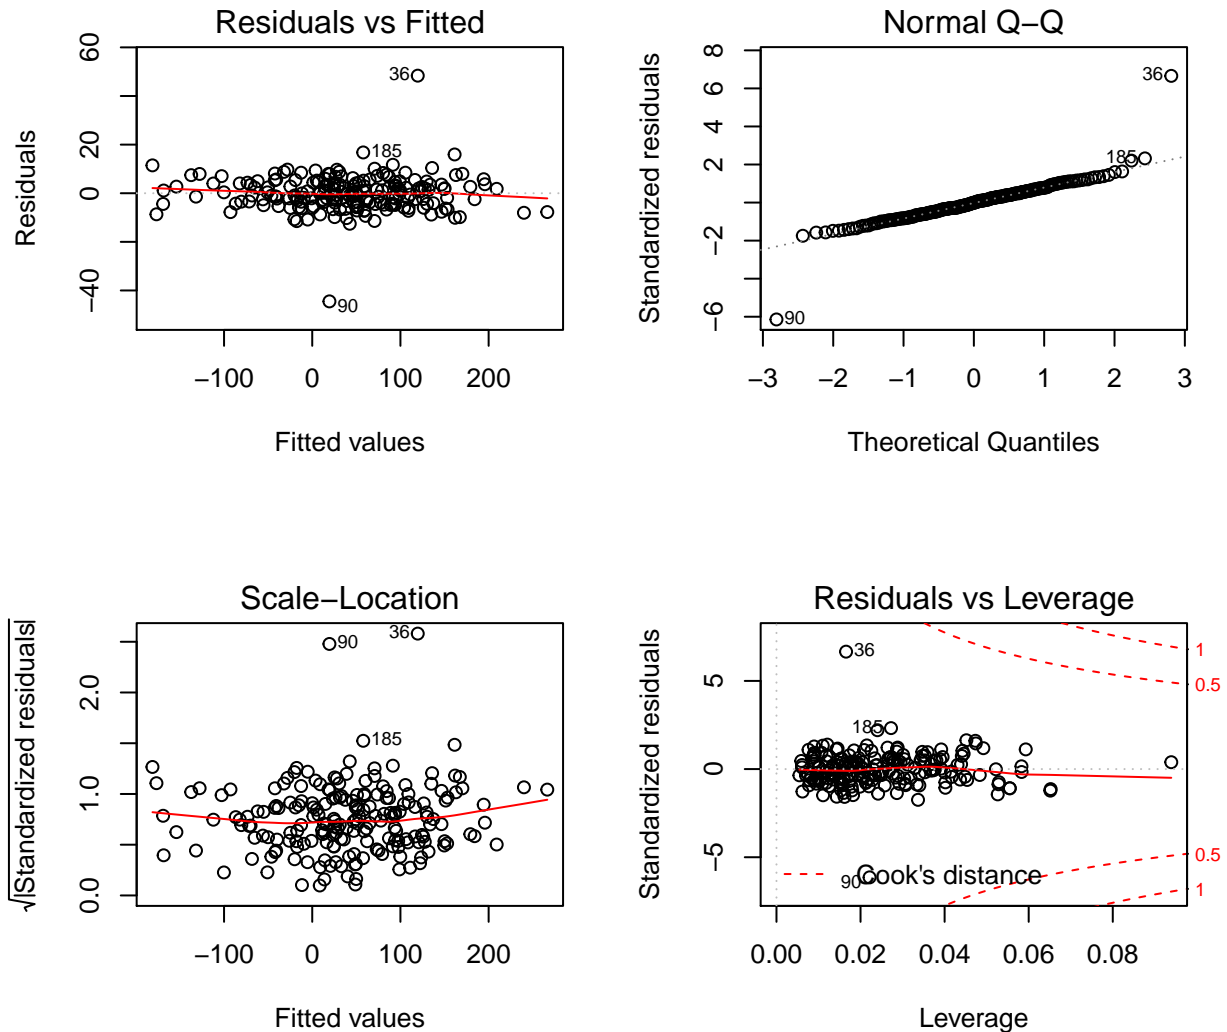 Residuals vs Fitted
Residuals
60
20
0
−40
36
185
90
−100 0 100 200
Fitted values
Normal Q−Q
Standardized residuals
8
6
4
2
−2
−6
36
185
90
−3 −2 −1 0 1 2 3
Theoretical Quantiles
Scale−Location
√|Standardized residuals|
2.0
1.0
0.0
90
36
185
−100 0 100 200
Fitted values
Residuals vs Leverage
Standardized residuals
5
0
−5
36
185
90
Cook's distance
1
0.5
0.5
1
0.00 0.02 0.04 0.06 0.08
Leverage